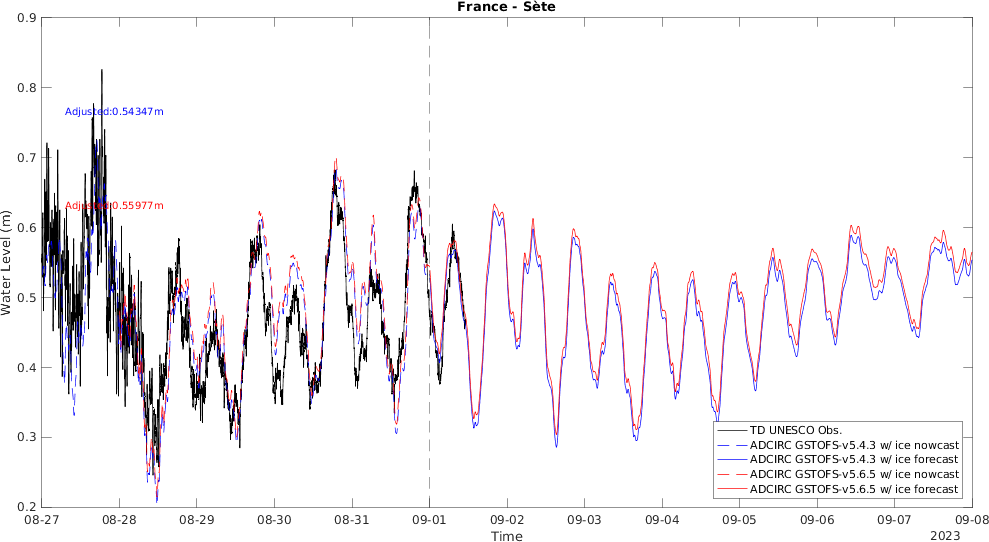 France - Sète
0.9
0.8
0.7
0.6
0.5
0.4
0.3
0.2
Water Level (m)
Adjusted:0.54347m
Adjusted:0.55977m
TD UNESCO Obs.
ADCIRC GSTOFS-v5.4.3 w/ ice nowcast
ADCIRC GSTOFS-v5.4.3 w/ ice forecast
ADCIRC GSTOFS-v5.6.5 w/ ice nowcast
ADCIRC GSTOFS-v5.6.5 w/ ice forecast
08-27 08-28 08-29 08-30 08-31 09-01 09-02 09-03 09-04 09-05 09-06 09-07 09-08
Time
2023